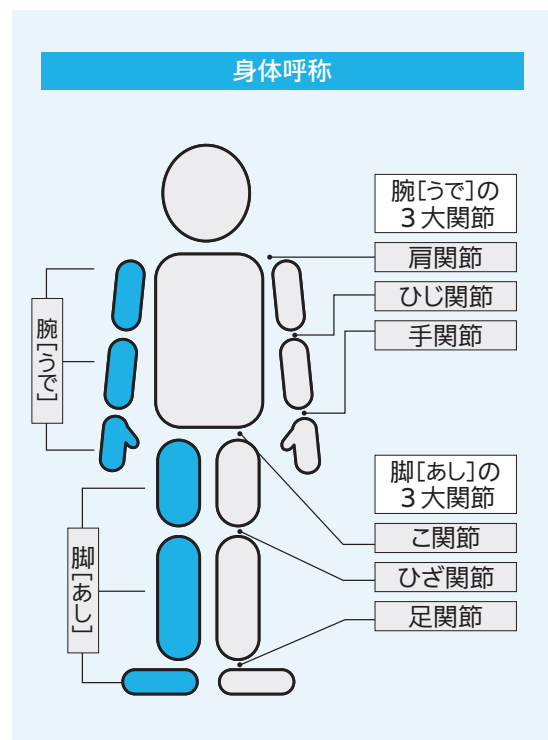 身体呼称
腕[うで]の
3大関節
肩関節
ひじ関節
手関節
腕[うで]
脚[あし]の
3大関節
こ関節
ひざ関節
足関節
脚[あし]